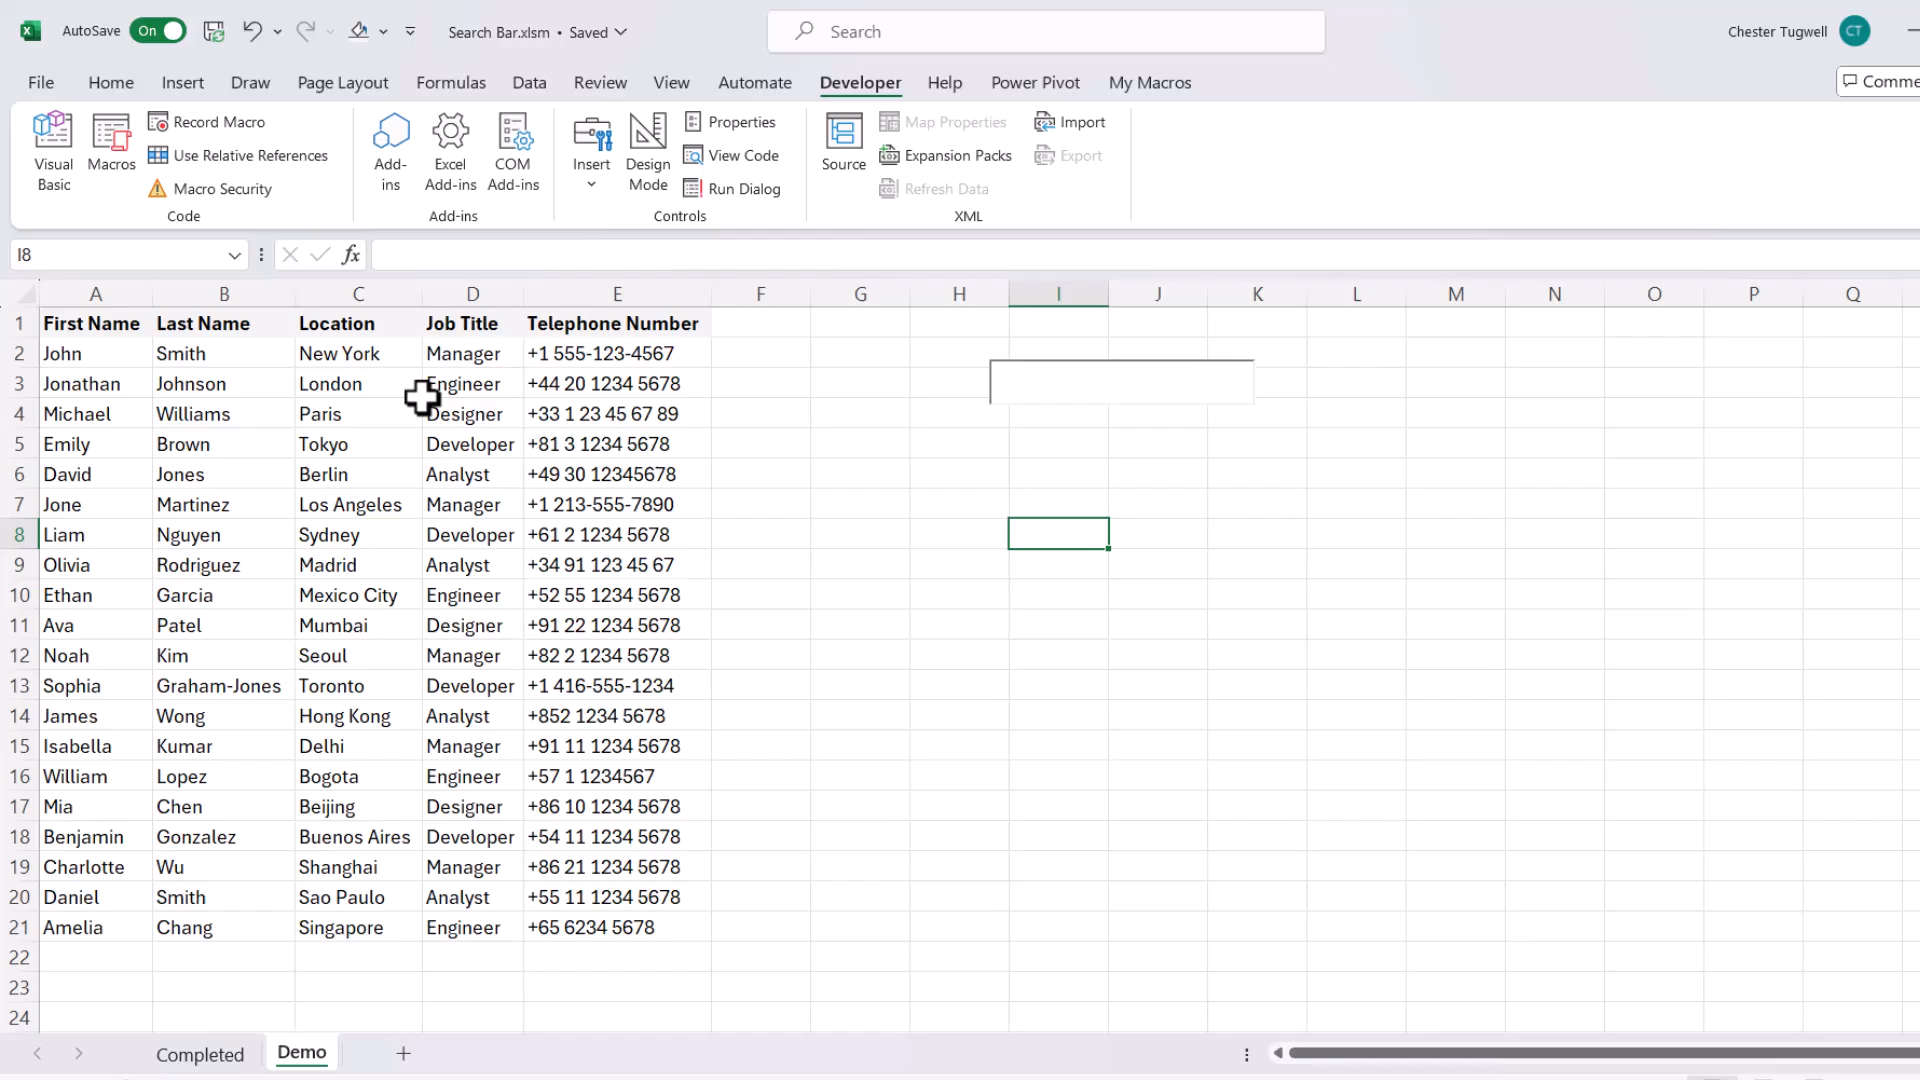 AutoSave On Search Bar.xlsm • Saved Search Chester Tugwell CT
File Home Insert Draw Page Layout Formulas Data Review View Automate Developer Help Power Pivot My Macros
Visual Basic
Macros
Record Macro
Use Relative References
Macro Security
Code
Add-ins
Excel Add-ins
COM Add-ins
Add-ins
Insert
Design Mode
Properties
View Code
Run Dialog
Controls
Source
Map Properties
Expansion Packs
Refresh Data
Import
Export
XML
I8 fx
A B C D E F G H I J K L M N O P Q
1 First Name Last Name Location Job Title Telephone Number
2 John Smith New York Manager +1 555-123-4567
3 Jonathan Johnson London Engineer +44 20 1234 5678
4 Michael Williams Paris Designer +33 1 23 45 67 89
5 Emily Brown Tokyo Developer +81 3 1234 5678
6 David Jones Berlin Analyst +49 30 12345678
7 Jone Martinez Los Angeles Manager +1 213-555-7890
8 Liam Nguyen Sydney Developer +61 2 1234 5678
9 Olivia Rodriguez Madrid Analyst +34 91 123 45 67
10 Ethan Garcia Mexico City Engineer +52 55 1234 5678
11 Ava Patel Mumbai Designer +91 22 1234 5678
12 Noah Kim Seoul Manager +82 2 1234 5678
13 Sophia Graham-Jones Toronto Developer +1 416-555-1234
14 James Wong Hong Kong Analyst +852 1234 5678
15 Isabella Kumar Delhi Manager +91 11 1234 5678
16 William Lopez Bogota Engineer +57 1 1234567
17 Mia Chen Beijing Designer +86 10 1234 5678
18 Benjamin Gonzalez Buenos Aires Developer +54 11 1234 5678
19 Charlotte Wu Shanghai Manager +86 21 1234 5678
20 Daniel Smith Sao Paulo Analyst +55 11 1234 5678
21 Amelia Chang Singapore Engineer +65 6234 5678
22
23
24
Completed Demo